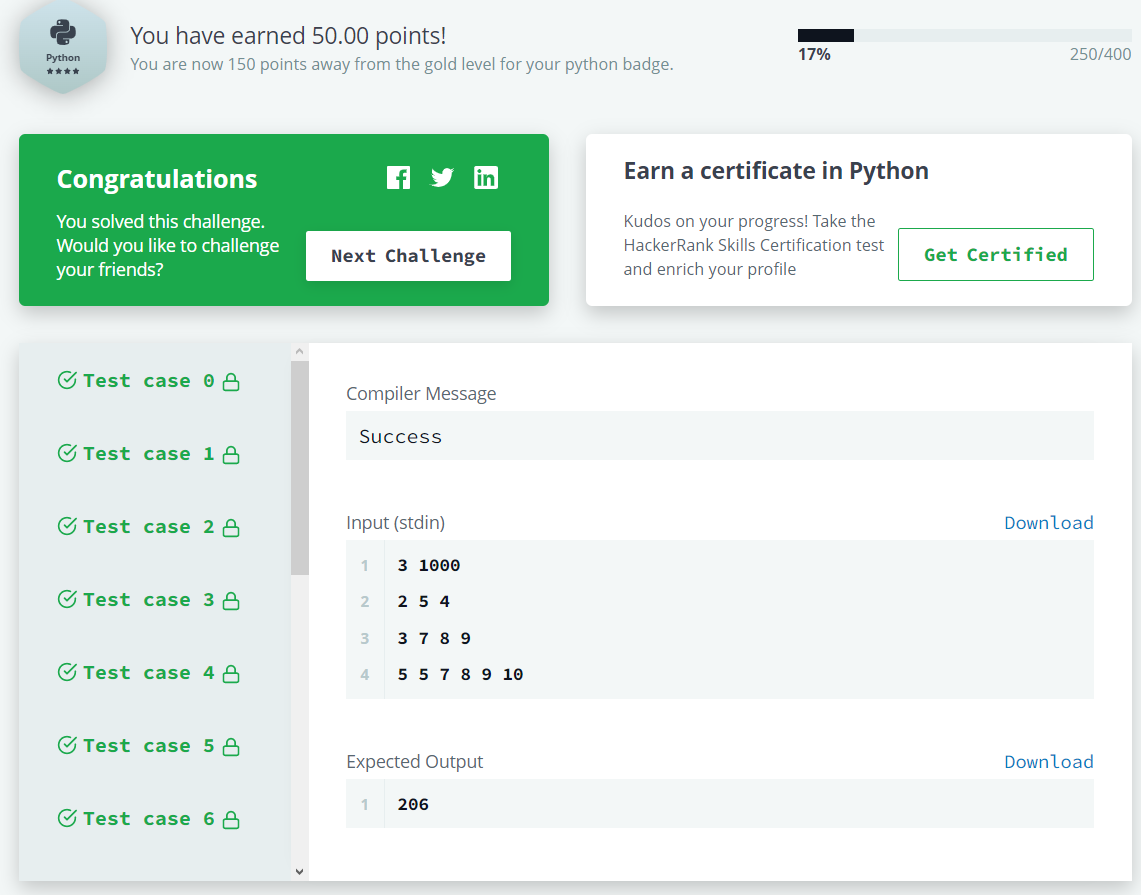 Python
You have earned 50.00 points!
You are now 150 points away from the gold level for your python badge.
17%
250/400
Congratulations
You solved this challenge.
Would you like to challenge
your friends?
Next Challenge
Earn a certificate in Python
Kudos on your progress! Take the
HackerRank Skills Certification test
and enrich your profile
Get Certified
Test case 0
Test case 1
Test case 2
Test case 3
Test case 4
Test case 5
Test case 6
Compiler Message
Success
Input (stdin)
Download
1 3 1000
2 2 5 4
3 3 7 8 9
4 5 5 7 8 9 10
Expected Output
Download
1 206